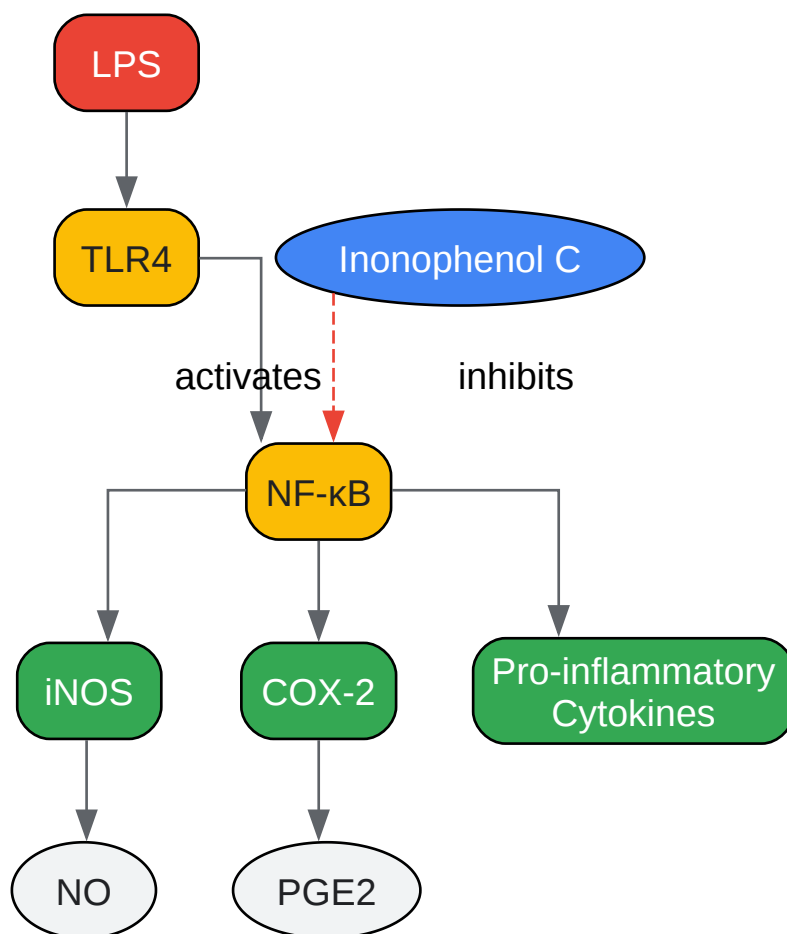 LPS
TLR4
Inonophenol C
activates
inhibits
NF-κB
iNOS
COX-2
Pro-inflammatory
Cytokines
NO
PGE2